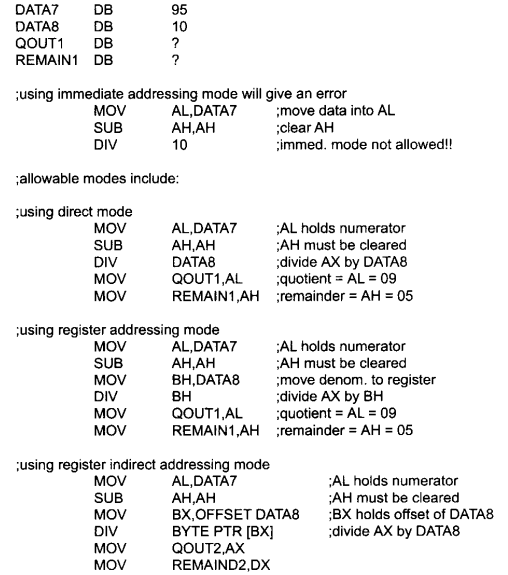 DATA7 DB 95
DATA8 DB 10
QOUT1 DB ?
REMAIN1 DB ?
;using immediate addressing mode will give an error
MOV AL,DATA7 ;move data into AL
SUB AH,AH ;clear AH
DIV 10 ;immed. mode not allowed!!
;allowable modes include:
;using direct mode
MOV AL,DATA7 ;AL holds numerator
SUB AH,AH ;AH must be cleared
DIV DATA8 ;divide AX by DATA8
MOV QOUT1,AL ;quotient = AL = 09
MOV REMAIN1,AH ;remainder = AH = 05
;using register addressing mode
MOV AL,DATA7 ;AL holds numerator
SUB AH,AH ;AH must be cleared
MOV BH,DATA8 ;move denom. to register
DIV BH ;divide AX by BH
MOV QOUT1,AL ;quotient = AL = 09
MOV REMAIN1,AH ;remainder = AH = 05
;using register indirect addressing mode
MOV AL,DATA7 ;AL holds numerator
SUB AH,AH ;AH must be cleared
MOV BX,OFFSET DATA8 ;BX holds offset of DATA8
DIV BYTE PTR [BX] ;divide AX by DATA8
MOV QOUT2,AX
MOV REMAIND2,DX